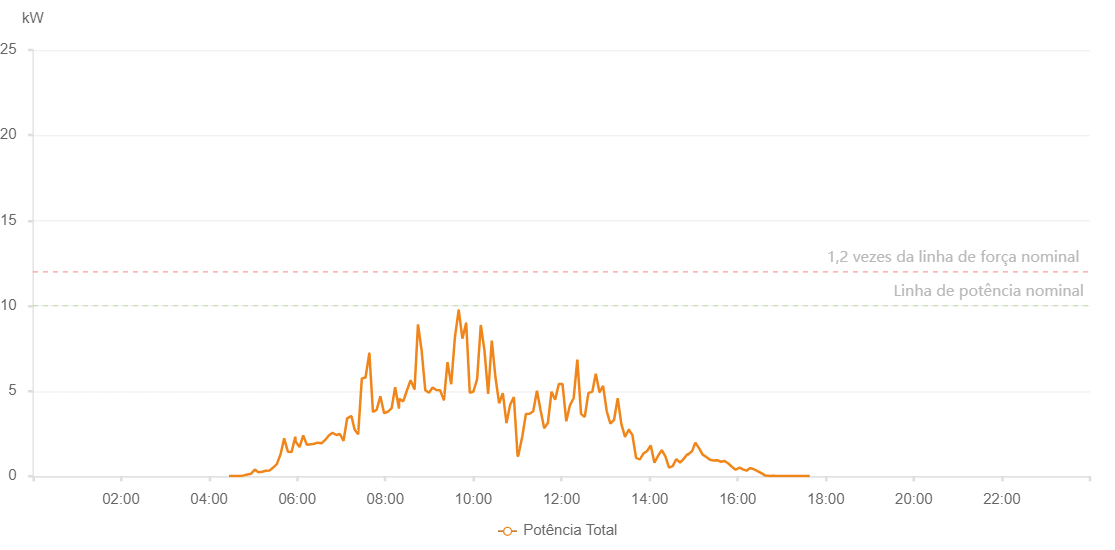 kW
25
20
15
1,2 vezes da linha de força nominal
Linha de potência nominal
10
5
0
02:00 04:00 06:00 08:00 10:00 12:00 14:00 16:00 18:00 20:00 22:00
Potência Total